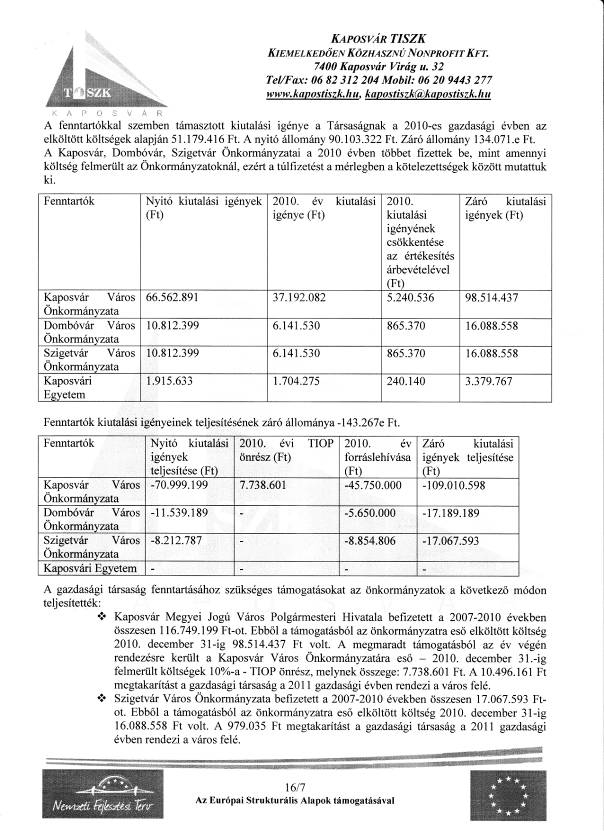 T SZK
K A P O S V Á R
KAPOSVÁR TISZK
KIEMELKEDŐEN KÖZHASZNÚ NONPROFIT KFT.
7400 Kaposvár Virág u. 32
Tel/Fax: 06 82 312 204 Mobil: 06 20 9443 277
www.kapostiszk.hu, kapostiszk@kapostiszk.hu
A fenntartókkal szemben támasztott kiutalási igénye a Társaságnak a 2010-es gazdasági évben az
elköltött költségek alapján 51.179.416 Ft. A nyitó állomány 90.103.322 Ft. Záró állomány 134.071.e Ft.
A Kaposvár, Dombóvár, Szigetvár Önkormányzatai a 2010 évben többet fizettek be, mint amennyi
költség felmerült az Önkormányzatoknál, ezért a túlfizetést a mérlegben a kötelezettségek között mutattuk
ki.
Fenntartók
Nyitó kiutalási igények
(Ft)
2010. év kiutalási
igénye (Ft)
2010.
kiutalási
igényének
csökkentése
az értékesítés
árbevételével
(Ft)
Záró kiutalási
igények (Ft)
Kaposvár Város
Önkormányzata
66.562.891
37.192.082
5.240.536
98.514.437
Dombóvár Város
Önkormányzata
10.812.399
6.141.530
865.370
16.088.558
Szigetvár Város
Önkormányzata
10.812.399
6.141.530
865.370
16.088.558
Kaposvári
Egyetem
1.915.633
1.704.275
240.140
3.379.767
Fenntartók kiutalási igényeinek teljesítésének záró állománya -143.267e Ft.
Fenntartók
Nyitó kiutalási
igények
teljesítése (Ft)
2010. évi TIOP
önrész (Ft)
2010. év
forráslehívása
(Ft)
Záró kiutalási
igények teljesítése
(Ft)
Kaposvár Város
Önkormányzata
-70.999.199
7.738.601
-45.750.000
-109.010.598
Dombóvár Város
Önkormányzata
-11.539.189
-
-5.650.000
-17.189.189
Szigetvár Város
Önkormányzata
-8.212.787
-
-8.854.806
-17.067.593
Kaposvári Egyetem
-
-
-
-
A gazdasági társaság fenntartásához szükséges támogatásokat az önkormányzatok a következő módon
teljesítették:
❖ Kaposvár Megyei Jogú Város Polgármesteri Hivatala befizetett a 2007-2010 években
összesen 116.749.199 Ft-ot. Ebből a támogatásból az önkormányzatra eső elköltött költség
2010. december 31-ig 98.514.437 Ft volt. A megmaradt támogatásból az év végén
rendezésre került a Kaposvár Város Önkormányzatára eső – 2010. december 31.-ig
felmerült költségek 10%-a - TIOP önrész, melynek összege: 7.738.601 Ft. A 10.496.161 Ft
megtakarítást a gazdasági társaság a 2011 gazdasági évben rendezi a város felé.
❖ Szigetvár Város Önkormányzata befizetett a 2007-2010 években összesen 17.067.593 Ft-
ot. Ebből a támogatásból az önkormányzatra eső elköltött költség 2010. december 31-ig
16.088.558 Ft volt. A 979.035 Ft megtakarítást a gazdasági társaság a 2011 gazdasági
évben rendezi a város felé.
Nemzeti Fejlesztési Terv
16/7
Az Európai Strukturális Alapok támogatásával